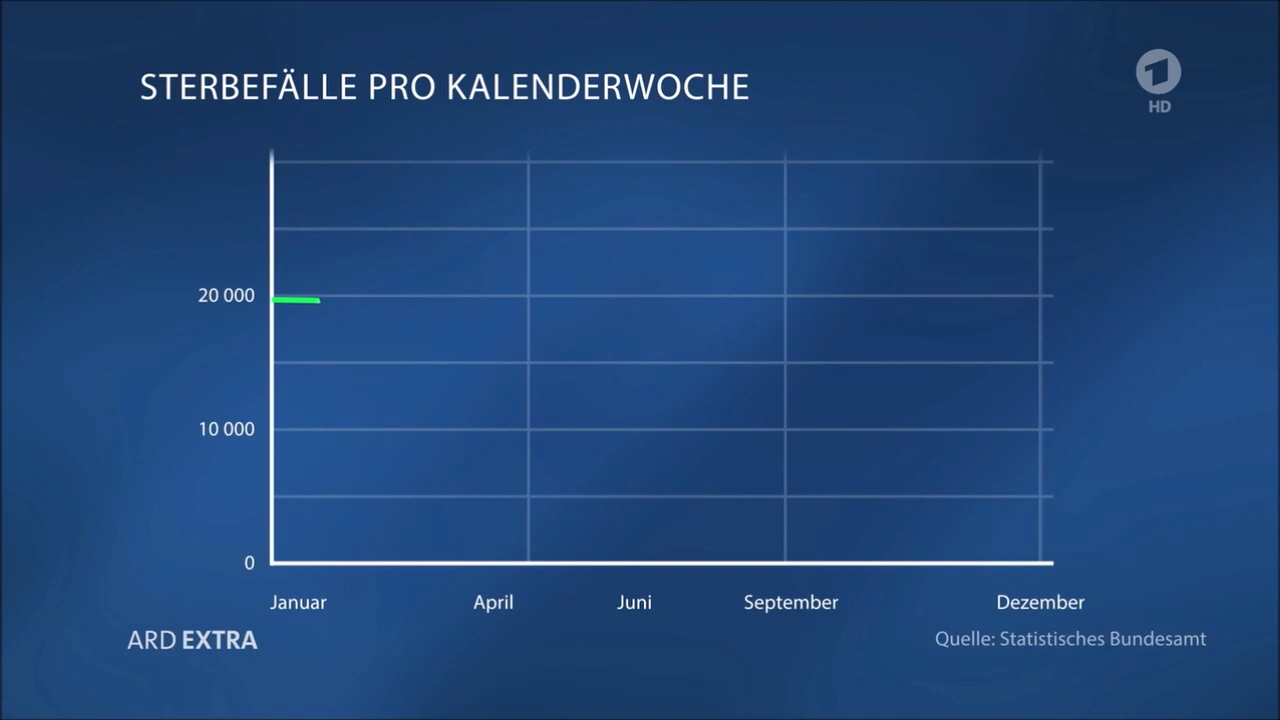 STERBEFÄLLE PRO KALENDERWOCHE
1
HD
20 000
10 000
0
Januar April Juni September Dezember
ARD EXTRA
Quelle: Statistisches Bundesamt